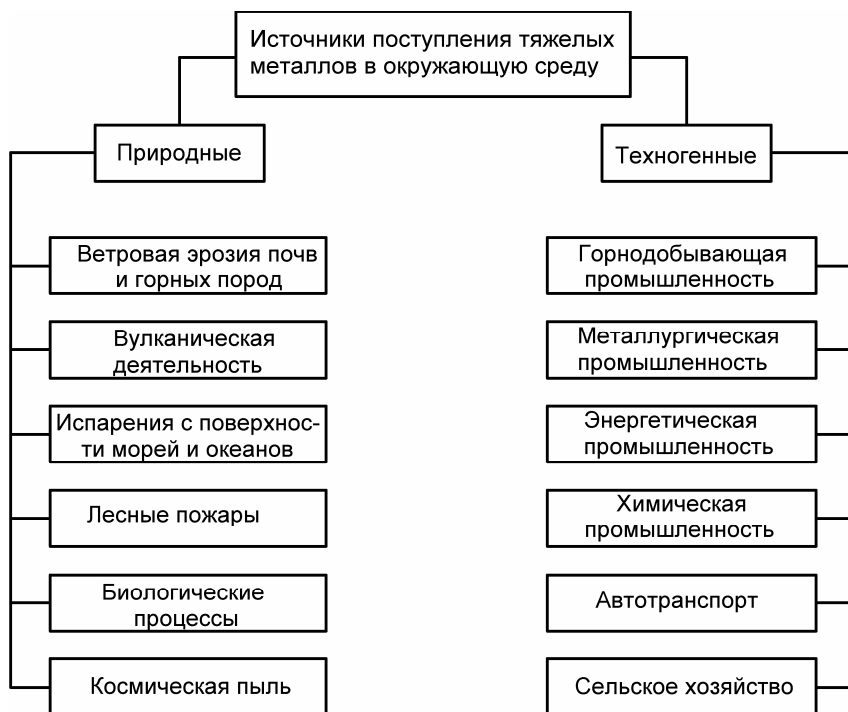 Источники поступления тяжелых
металлов в окружающую среду
Природные
Техногенные
Ветровая эрозия почв
и горных пород
Вулканическая
деятельность
Испарения с поверхнос-
ти морей и океанов
Лесные пожары
Биологические
процессы
Космическая пыль
Горнодобывающая
промышленность
Металлургическая
промышленность
Энергетическая
промышленность
Химическая
промышленность
Автотранспорт
Сельское хозяйство